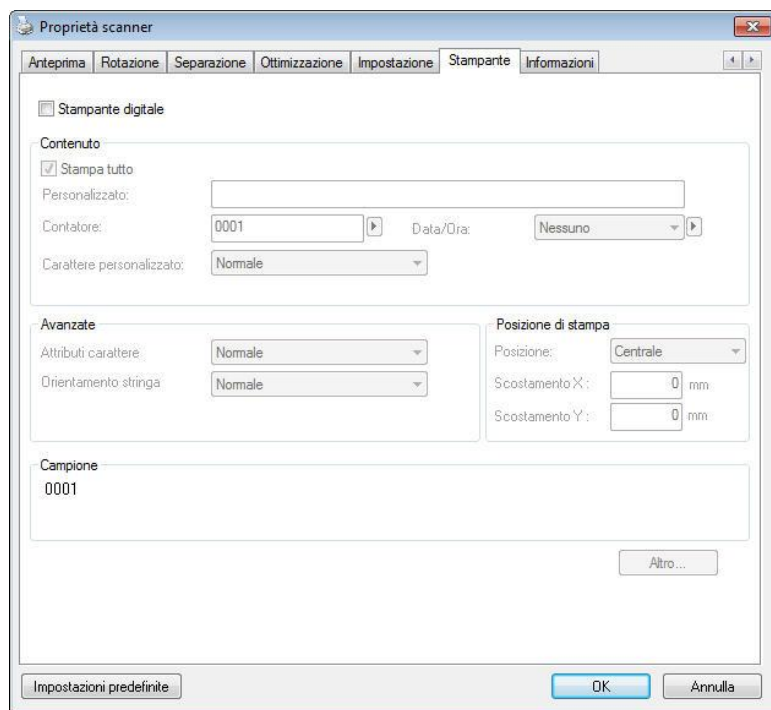 Proprietà scanner
Anteprima Rotazione Separazione Ottimizzazione Impostazione Stampante Informazioni
Stampante digitale
Contenuto
Stampa tutto
Personalizzato:
Contatore: 0001 Data/Ora: Nessuno
Carattere personalizzato: Normale
Avanzate Posizione di stampa
Attributi carattere Normale Posizione: Centrale
Orientamento stringa Normale Scostamento X : 0 mm
Scostamento Y : 0 mm
Campione
0001
Altro...
Impostazioni predefinite OK Annulla